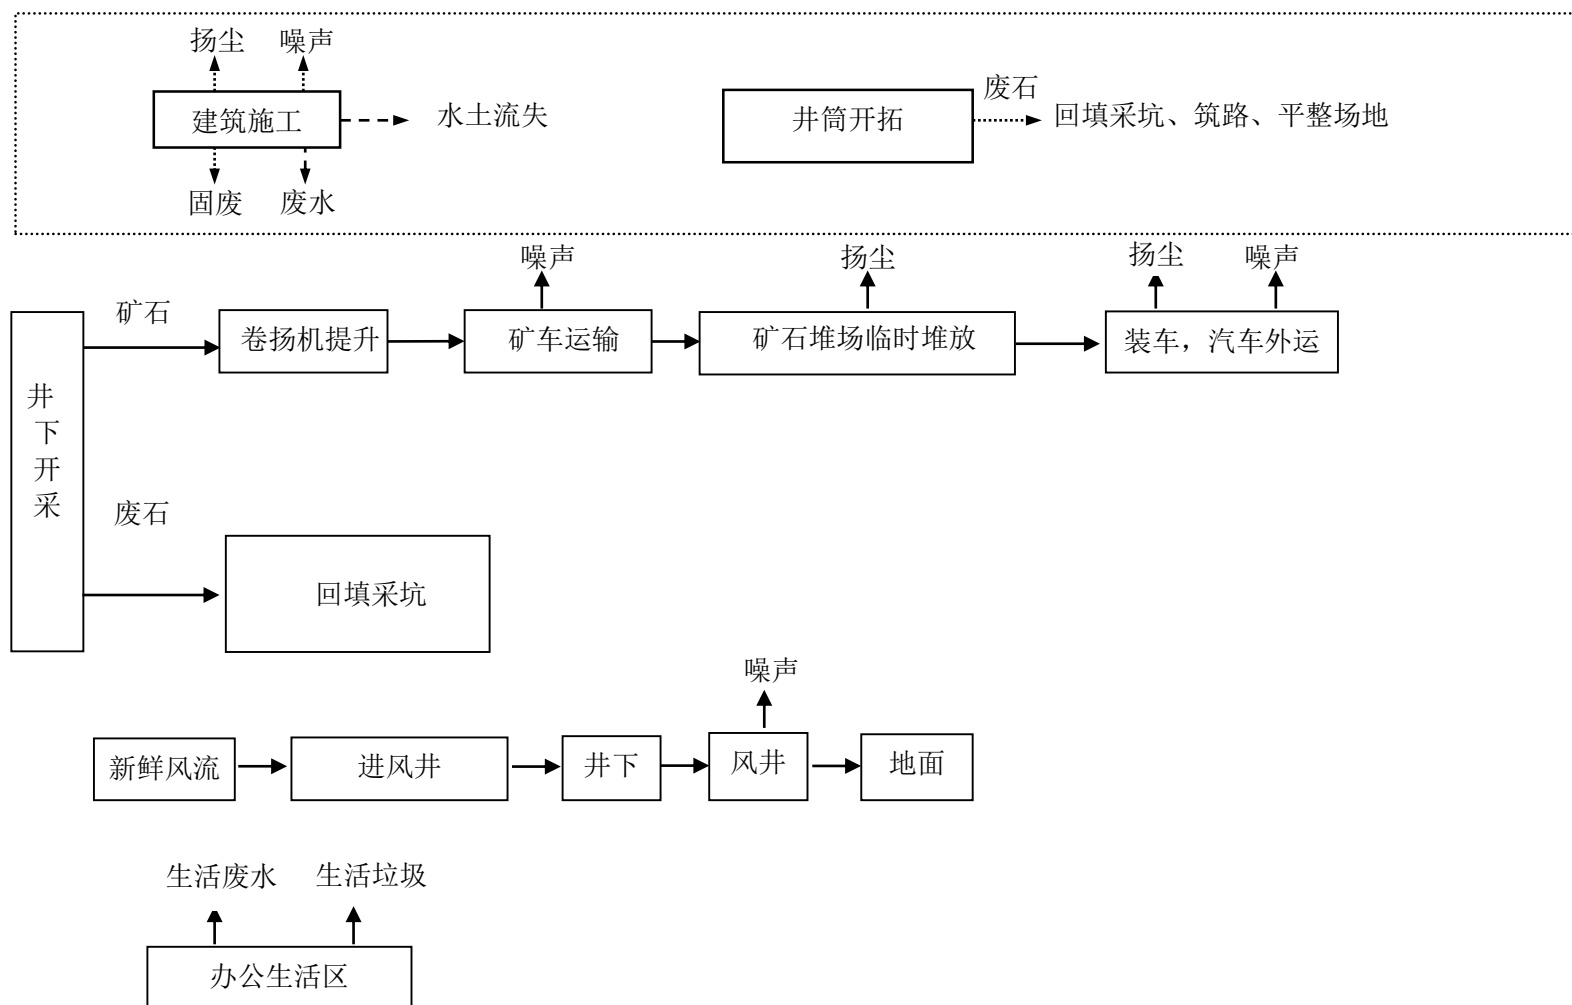 扬尘 噪声
建筑施工
水土流失
固废 废水
井筒开拓
废石
回填采坑、筑路、平整场地
噪声
扬尘
扬尘 噪声
井下开采
矿石
卷扬机提升
矿车运输
矿石堆场临时堆放
装车，汽车外运
废石
回填采坑
噪声
新鲜风流
进风井
井下
风井
地面
生活废水 生活垃圾
办公生活区